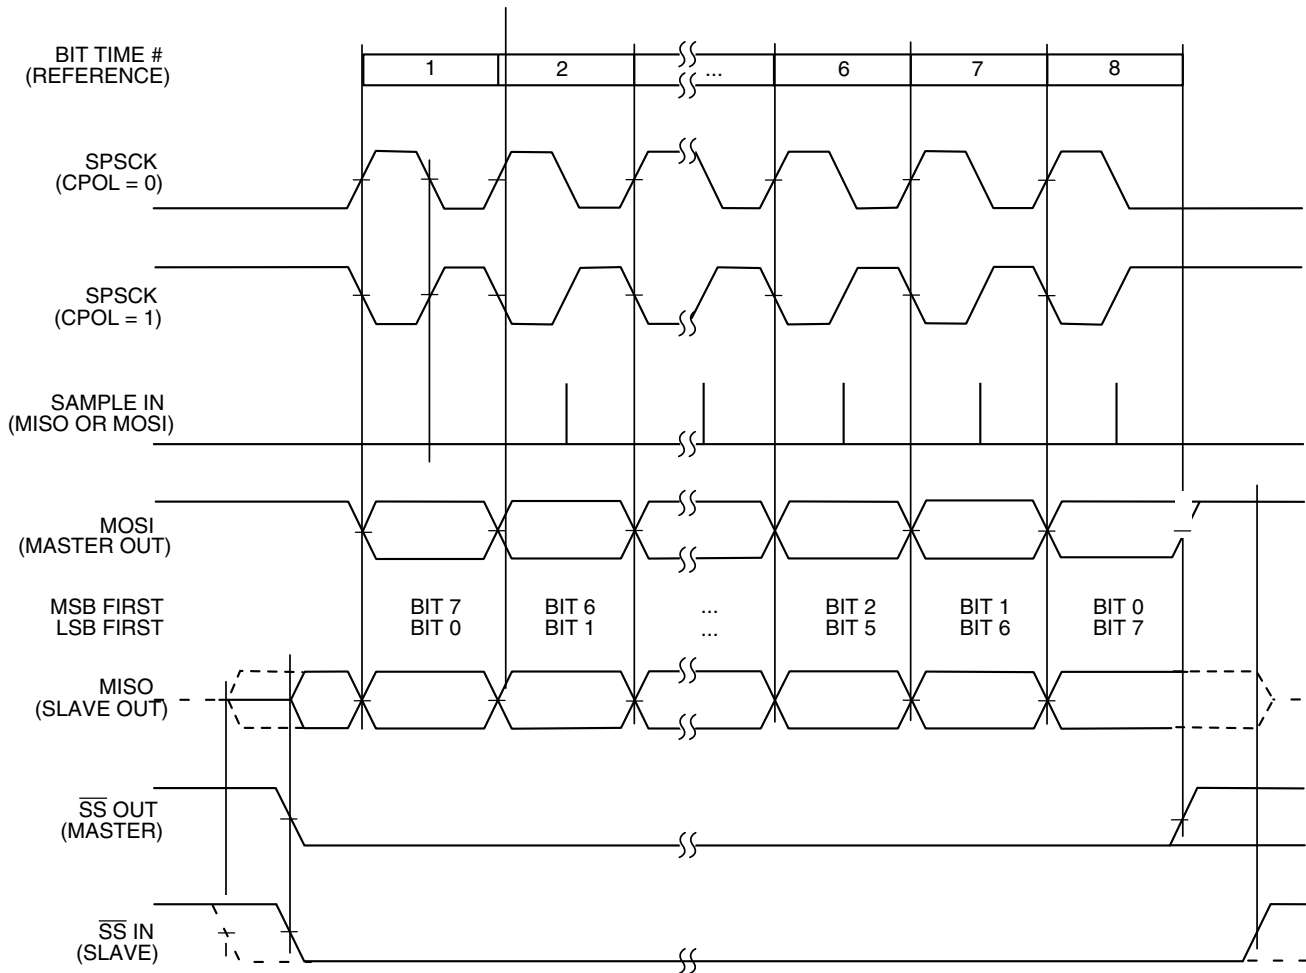 BIT TIME #
(REFERENCE)
1 2 ... 6 7 8
SPSCK
(CPOL = 0)
SPSCK
(CPOL = 1)
SAMPLE IN
(MISO OR MOSI)
MOSI
(MASTER OUT)
MSB FIRST BIT 7 BIT 6 ... BIT 2 BIT 1 BIT 0
LSB FIRST BIT 0 BIT 1 ... BIT 5 BIT 6 BIT 7
MISO
(SLAVE OUT)
S̅S̅ OUT
(MASTER)
S̅S̅ IN
(SLAVE)